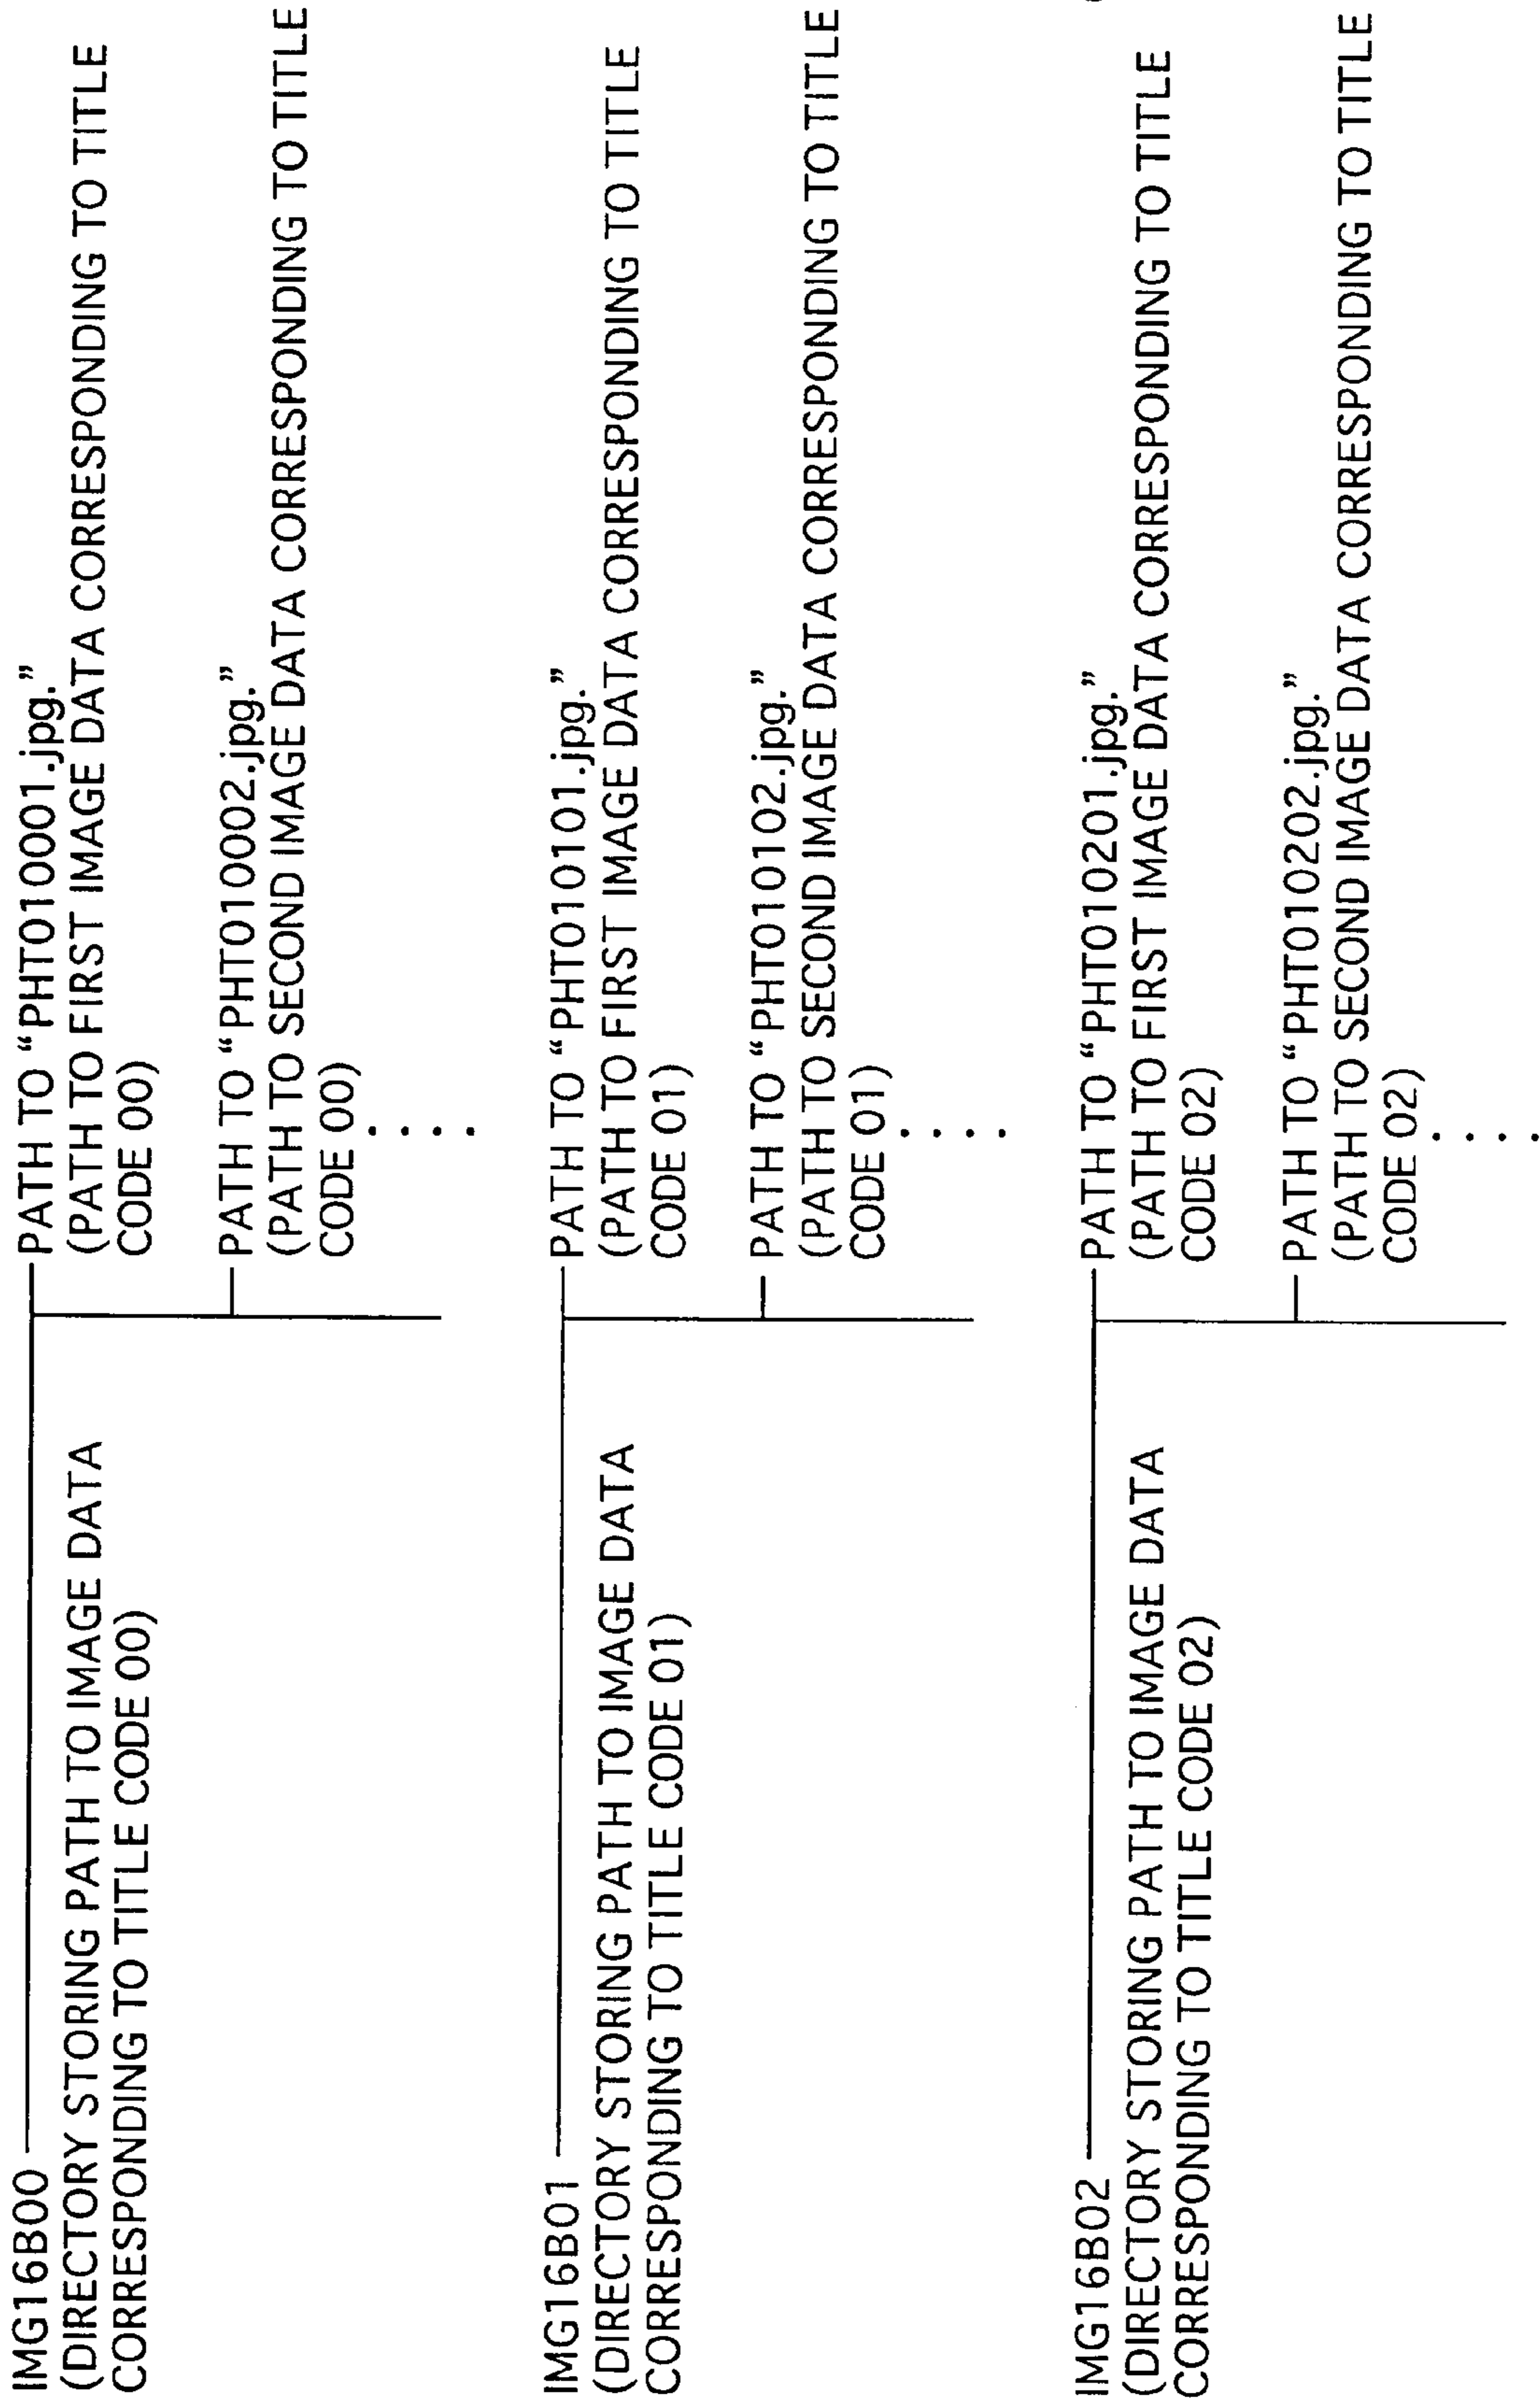 IMG16B00
(DIRECTORY STORING PATH TO IMAGE DATA
CORRESPONDING TO TITLE CODE 00)
PATH TO “PHT010001.jpg.”
(PATH TO FIRST IMAGE DATA CORRESPONDING TO TITLE
CODE 00)
PATH TO “PHT010002.jpg.”
(PATH TO SECOND IMAGE DATA CORRESPONDING TO TITLE
CODE 00)
....
IMG16B01
(DIRECTORY STORING PATH TO IMAGE DATA
CORRESPONDING TO TITLE CODE 01)
PATH TO “PHT010101.jpg.”
(PATH TO FIRST IMAGE DATA CORRESPONDING TO TITLE
CODE 01)
PATH TO “PHT010102.jpg.”
(PATH TO SECOND IMAGE DATA CORRESPONDING TO TITLE
CODE 01)
....
IMG16B02
(DIRECTORY STORING PATH TO IMAGE DATA
CORRESPONDING TO TITLE CODE 02)
PATH TO “PHT010201.jpg.”
(PATH TO FIRST IMAGE DATA CORRESPONDING TO TITLE
CODE 02)
PATH TO “PHT010202.jpg.”
(PATH TO SECOND IMAGE DATA CORRESPONDING TO TITLE
CODE 02)
....